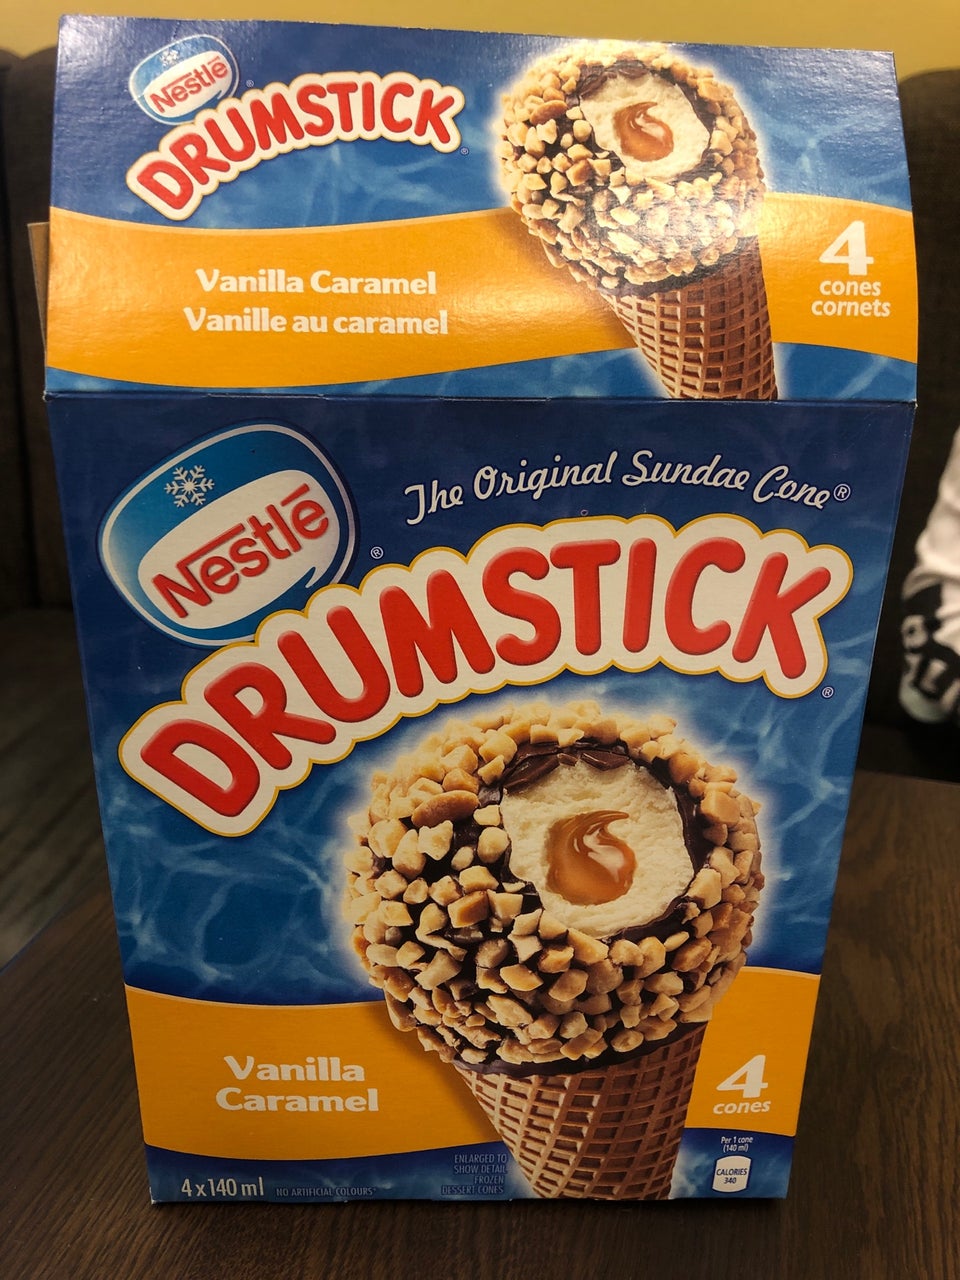 Nestlé®
DRUMSTICK®
Vanilla Caramel
Vanille au caramel
4
cones
cornets
Nestlé®
The Original Sundae Cone®
DRUMSTICK®
Vanilla
Caramel
4
cones
Per 1 cone
(140 ml)
CALORIES
340
4 x 140 ml
NO ARTIFICIAL COLOURS*
ENLARGED TO
SHOW DETAIL
FROZEN
DESSERT CONES